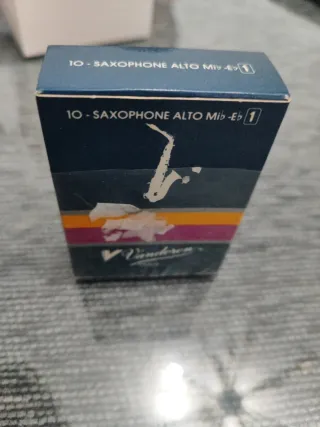 10 - SAXOPHONE ALTO Mi♭ -E♭ 1
10 - SAXOPHONE ALTO Mi♭ -E♭ 1
Vandoren